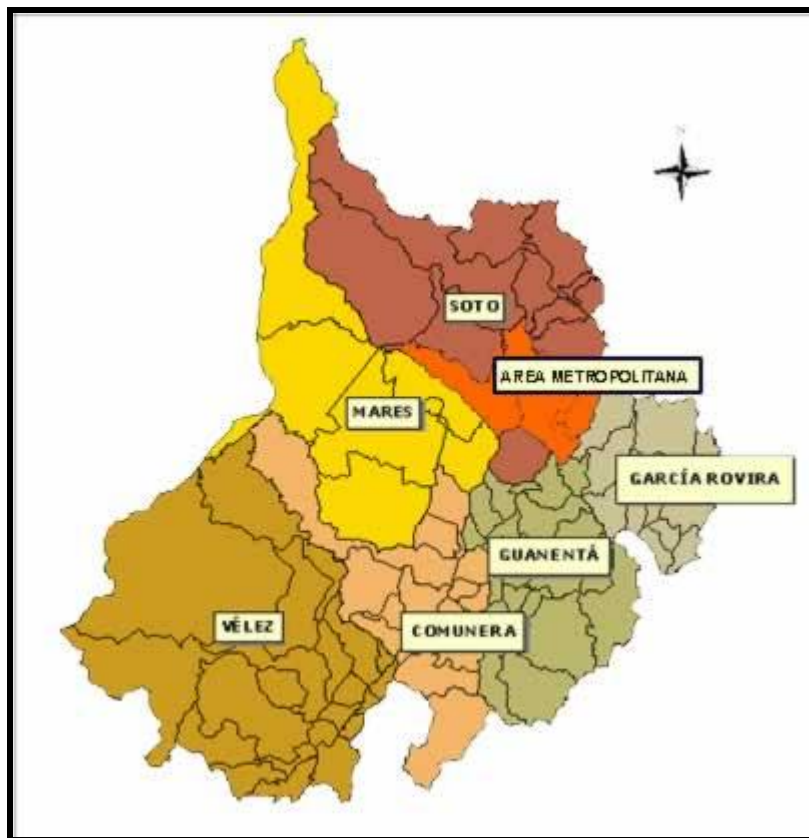 SOTO
AREA METROPOLITANA
MARES
GARCÍA ROVIRA
GUANENTÁ
VÉLEZ
COMUNERA